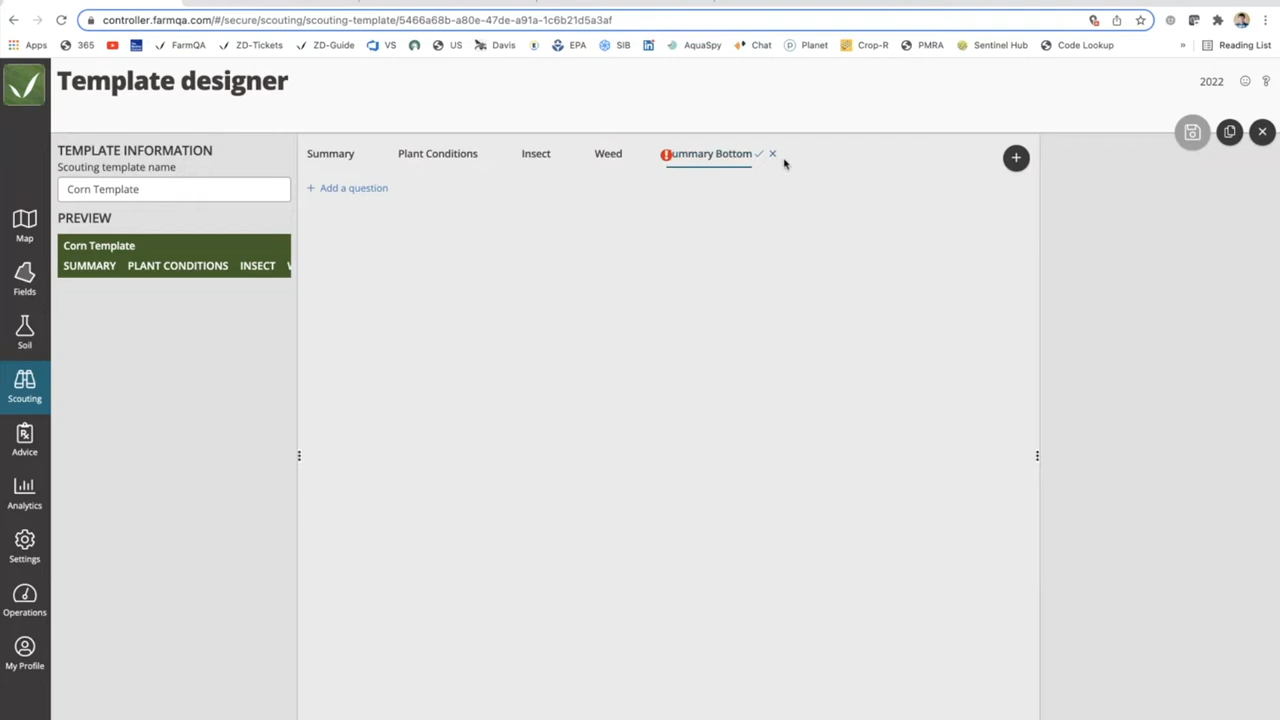 controller.farmqa.com/#/secure/scouting/scouting-template/5466a68b-a80e-47de-a91a-1c6b21d5a3af
Apps 365 FarmQA ZD-Tickets ZD-Guide VS US Davis EPA SIB AquaSpy Chat Planet Crop-R PMRA Sentinel Hub Code Lookup » Reading List
Template designer
2022
TEMPLATE INFORMATION
Scouting template name
Corn Template
PREVIEW
Corn Template
SUMMARY PLANT CONDITIONS INSECT
Summary Plant Conditions Insect Weed ummary Bottom
+ Add a question
Map
Fields
Soil
Scouting
Advice
Analytics
Settings
Operations
My Profile